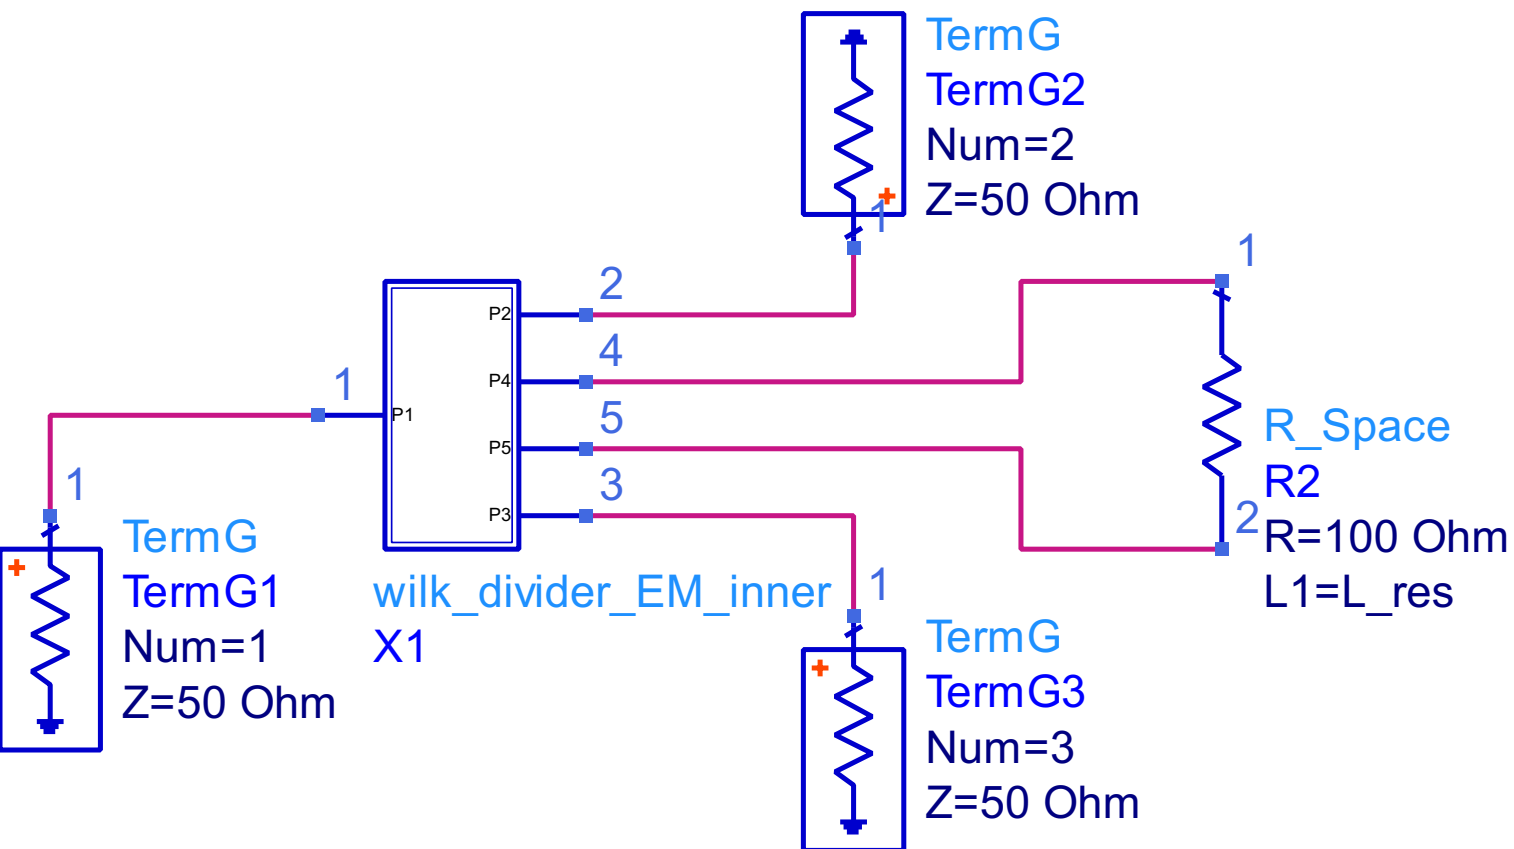 TermG
TermG2
Num=2
Z=50 Ohm
1
1
2
P2
4
P4
1
P1
5
P5
3
P3
R_Space
R2
R=100 Ohm
L1=L_res
2
1
TermG
TermG1
Num=1
Z=50 Ohm
wilk_divider_EM_inner
X1
1
TermG
TermG3
Num=3
Z=50 Ohm